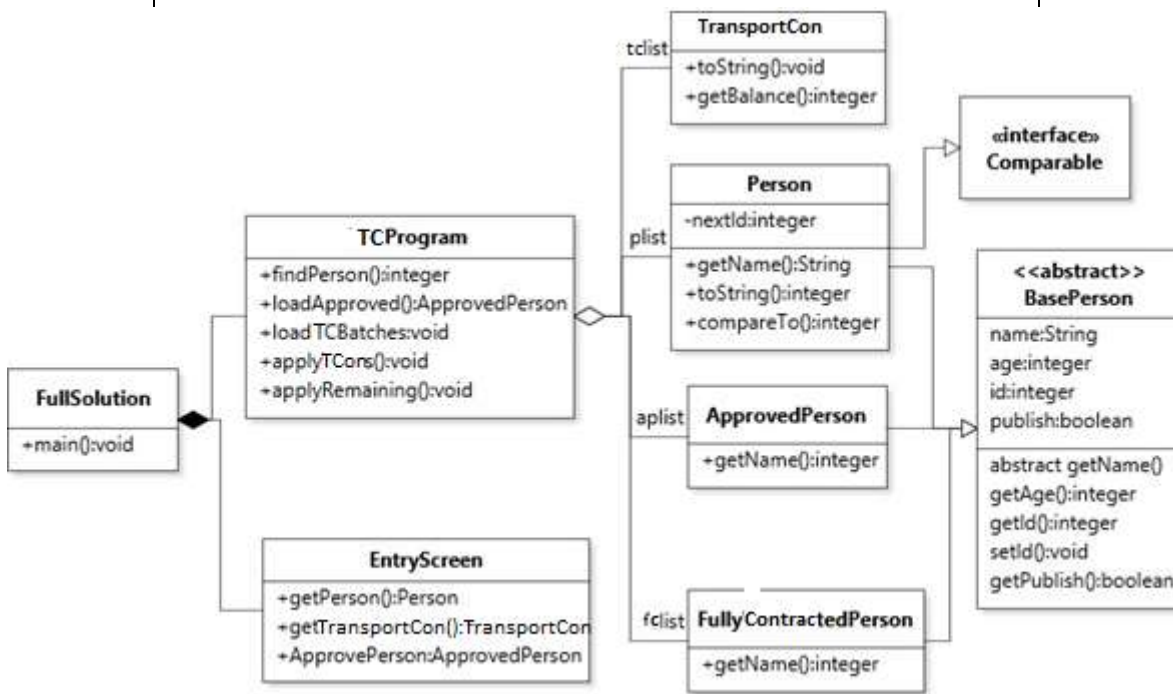 FullSolution
+main():void
TCProgram
+findPerson():integer
+loadApproved():ApprovedPerson
+loadTCBatches:void
+applyTCons():void
+applyRemaining():void
EntryScreen
+getPerson():Person
+getTransportCon():TransportCon
+ApprovePerson:ApprovedPerson
tclist
TransportCon
+toString():void
+getBalance():integer
plist
Person
-nextId:integer
+getName():String
+toString():integer
+compareTo():integer
aplist
ApprovedPerson
+getName():integer
fclist
FullyContractedPerson
+getName():integer
«interface»
Comparable
<<abstract>>
BasePerson
name:String
age:integer
id:integer
publish:boolean
abstract getName()
getAge():integer
getId():integer
setId():void
getPublish():boolean